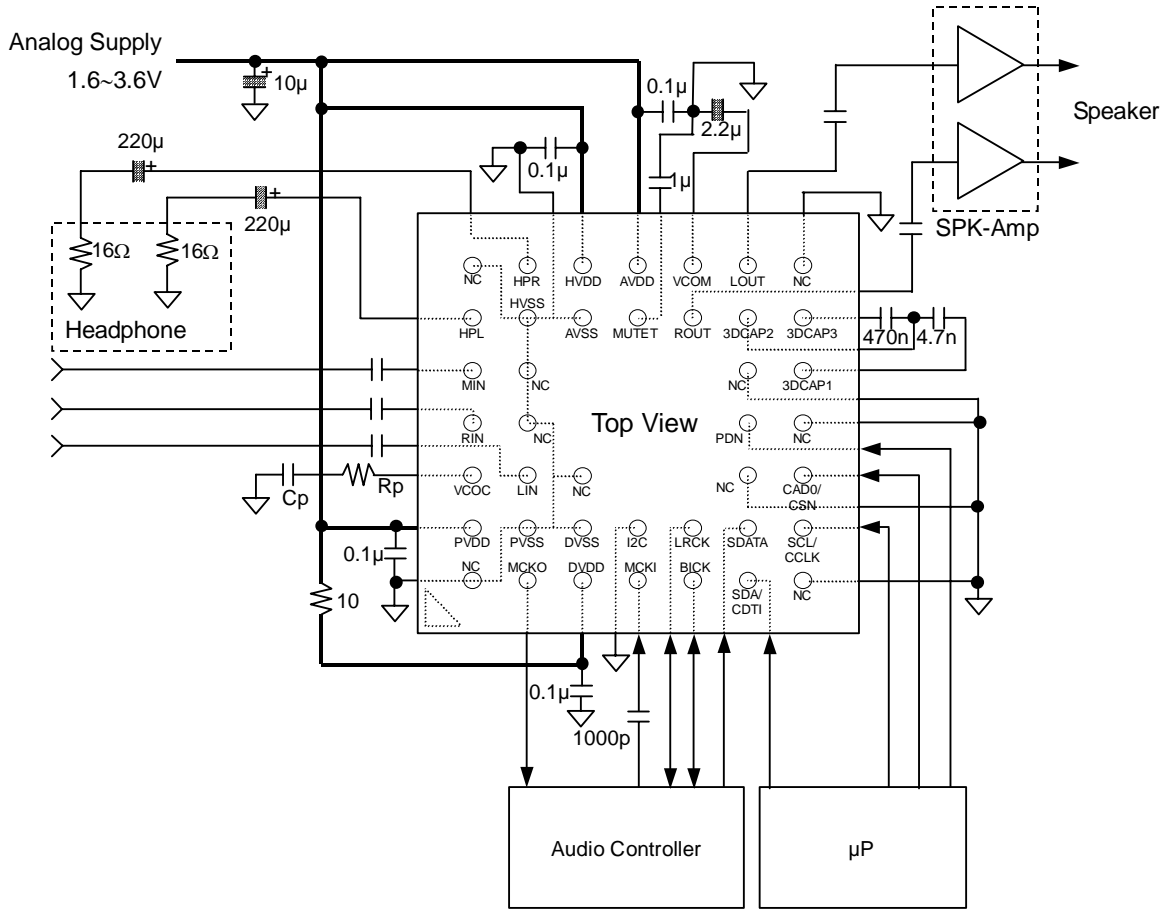 Analog Supply
1.6~3.6V
+
10µ
0.1µ
+
2.2µ
Speaker
220µ
+
0.1µ
1µ
+
220µ
SPK-Amp
16Ω
16Ω
Headphone
NC
HPR
HVDD
AVDD
VCOM
LOUT
NC
HPL
HVSS
AVSS
MUTET
ROUT
3DCAP2
3DCAP3
470n
4.7n
MIN
NC
NC
3DCAP1
RIN
NC
Top View
PDN
NC
Cp
Rp
VCOC
LIN
NC
NC
CAD0/
CSN
0.1µ
PVDD
PVSS
DVSS
I2C
LRCK
SDATA
SCL/
CCLK
NC
MCKO
DVDD
MCKI
BICK
SDA/
CDTI
NC
10
0.1µ
1000p
Audio Controller
µP